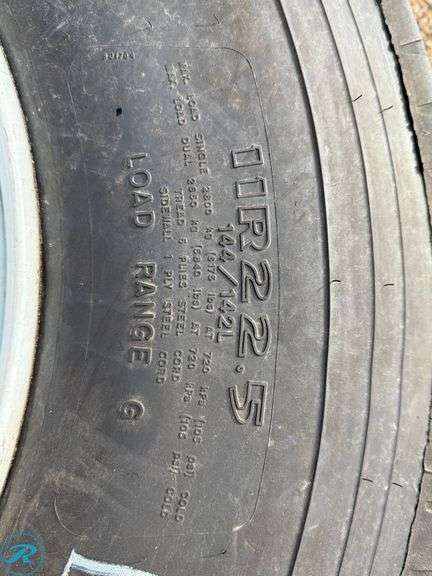 11R22.5
144/142L
MAX. LOAD SINGLE 2800 KG (6175 lbs) AT 720 kPa (105 psi) COLD
MAX. LOAD DUAL 2650 KG (5840 lbs) AT 720 kPa (105 psi) COLD
TREAD 5 PLIES STEEL CORD
SIDEWALL 1 PLY STEEL CORD
LOAD RANGE G
R